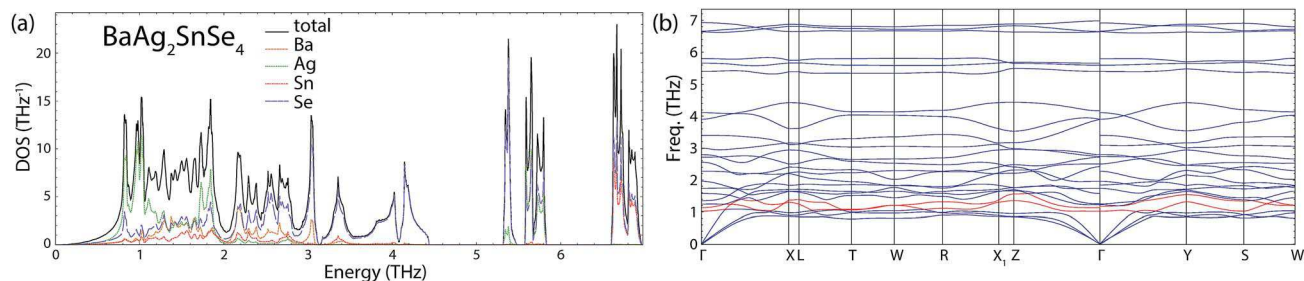 (a)
BaAg₂SnSe₄
total
Ba
Ag
Sn
Se
DOS (THz⁻¹)
20
15
10
5
0
0 1 2 3 4 5 6
Energy (THz)
(b)
Freq. (THz)
7
6
5
4
3
2
1
0
Γ X L T W R X₁ Z Γ Y S W